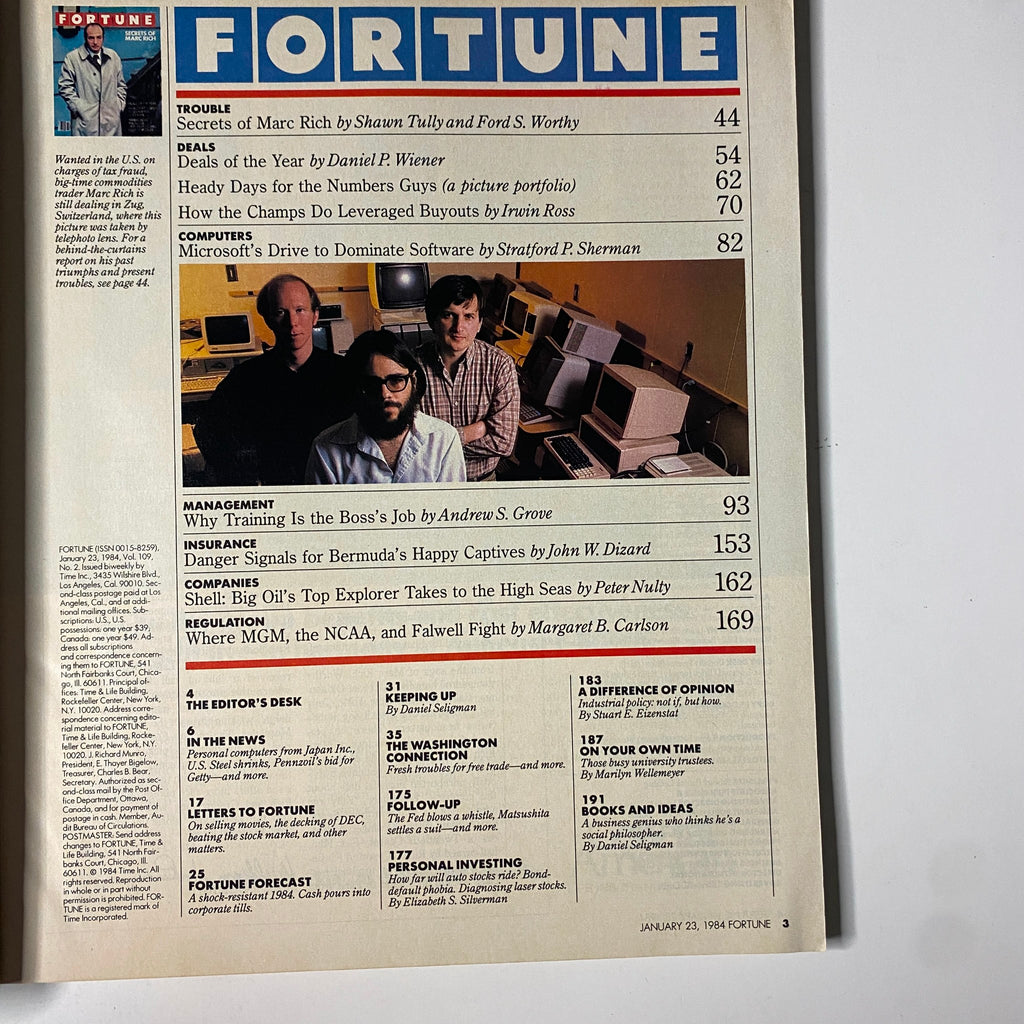 FORTUNE
SECRETS OF
MARC RICH
Wanted in the U.S. on
charges of tax fraud,
big-time commodities
trader Marc Rich is
still dealing in Zug,
Switzerland, where this
picture was taken by
telephoto lens. For a
behind-the-curtains
report on his past
triumphs and present
troubles, see page 44.
FORTUNE (ISSN 0015-8259),
January 23, 1984, Vol. 109,
No. 2. Issued biweekly by
Time Inc., 3435 Wilshire Blvd.,
Los Angeles, Cal. 90010. Sec-
ond-class postage paid at Los
Angeles, Cal., and at addi-
tional mailing offices. Sub-
scriptions: U.S., U.S.
possessions: one year $39,
Canada: one year $49. Ad-
dress all subscriptions
and correspondence concern-
ing them to FORTUNE, 541
North Fairbanks Court, Chica-
go, Ill. 60611. Principal of-
fices: Time & Life Building,
Rockefeller Center, New York,
N.Y. 10020. Address corre-
spondence concerning edito-
rial material to FORTUNE,
Time & Life Building, Rocke-
feller Center, New York, N.Y.
10020. J. Richard Munro,
President, E. Thayer Bigelow,
Treasurer, Charles B. Bear,
Secretary. Authorized as sec-
ond-class mail by the Post Of-
fice Department, Ottawa,
Canada, and for payment of
postage in cash. Member, Au-
dit Bureau of Circulations.
POSTMASTER: Send address
changes to FORTUNE, Time &
Life Building, 541 North Fair-
banks Court, Chicago, Ill.
60611. © 1984 Time Inc. All
rights reserved. Reproduction
in whole or in part without
permission is prohibited. FOR-
TUNE is a registered mark of
Time Incorporated.
FORTUNE
TROUBLE
Secrets of Marc Rich by Shawn Tully and Ford S. Worthy 44
DEALS
Deals of the Year by Daniel P. Wiener 54
Heady Days for the Numbers Guys (a picture portfolio) 62
How the Champs Do Leveraged Buyouts by Irwin Ross 70
COMPUTERS
Microsoft's Drive to Dominate Software by Stratford P. Sherman 82
MANAGEMENT
Why Training Is the Boss's Job by Andrew S. Grove 93
INSURANCE
Danger Signals for Bermuda's Happy Captives by John W. Dizard 153
COMPANIES
Shell: Big Oil's Top Explorer Takes to the High Seas by Peter Nulty 162
REGULATION
Where MGM, the NCAA, and Falwell Fight by Margaret B. Carlson 169
4
THE EDITOR'S DESK
6
IN THE NEWS
Personal computers from Japan Inc.,
U.S. Steel shrinks, Pennzoil's bid for
Getty—and more.
17
LETTERS TO FORTUNE
On selling movies, the decking of DEC,
beating the stock market, and other
matters.
25
FORTUNE FORECAST
A shock-resistant 1984. Cash pours into
corporate tills.
31
KEEPING UP
By Daniel Seligman
35
THE WASHINGTON
CONNECTION
Fresh troubles for free trade—and more.
175
FOLLOW-UP
The Fed blows a whistle, Matsushita
settles a suit—and more.
177
PERSONAL INVESTING
How far will auto stocks ride? Bond-
default phobia. Diagnosing laser stocks.
By Elizabeth S. Silverman
183
A DIFFERENCE OF OPINION
Industrial policy: not if, but how.
By Stuart E. Eizenstat
187
ON YOUR OWN TIME
Those busy university trustees.
By Marilyn Wellemeyer
191
BOOKS AND IDEAS
A business genius who thinks he's a
social philosopher.
By Daniel Seligman
JANUARY 23, 1984 FORTUNE 3